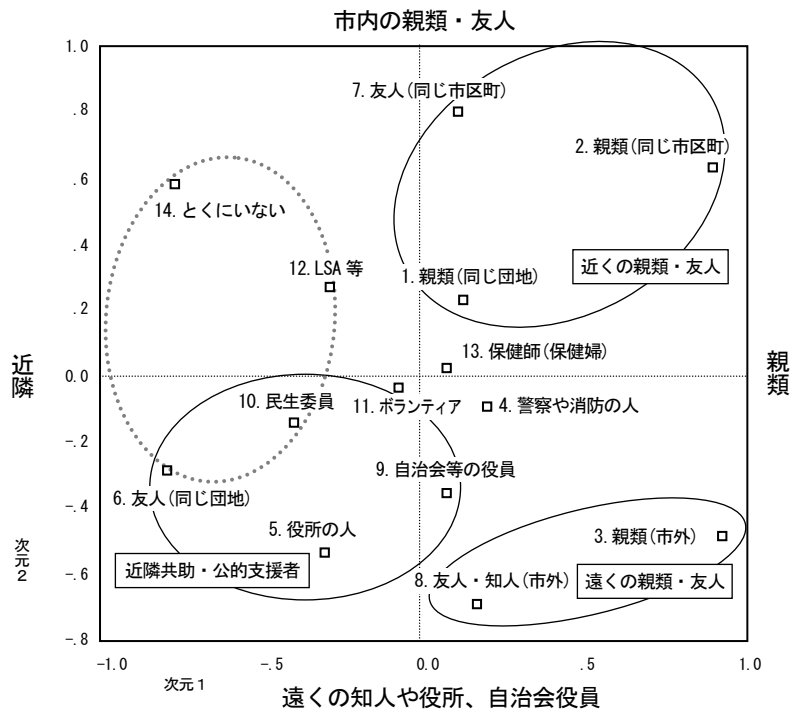 市内の親類・友人
1.0
7. 友人(同じ市区町)
.8
2. 親類(同じ市区町)
.6
14. とくにいない
.4
12. LSA 等
近くの親類・友人
1. 親類(同じ団地)
.2
13. 保健師(保健婦)
近隣
親類
0.0
10. 民生委員
11. ボランティア
4. 警察や消防の人
-.2
9. 自治会等の役員
6. 友人(同じ団地)
-.4
5. 役所の人
3. 親類(市外)
次元2
近隣共助・公的支援者
8. 友人・知人(市外)
遠くの親類・友人
-.6
-.8
-1.0
-.5
0.0
.5
1.0
次元1
遠くの知人や役所、自治会役員